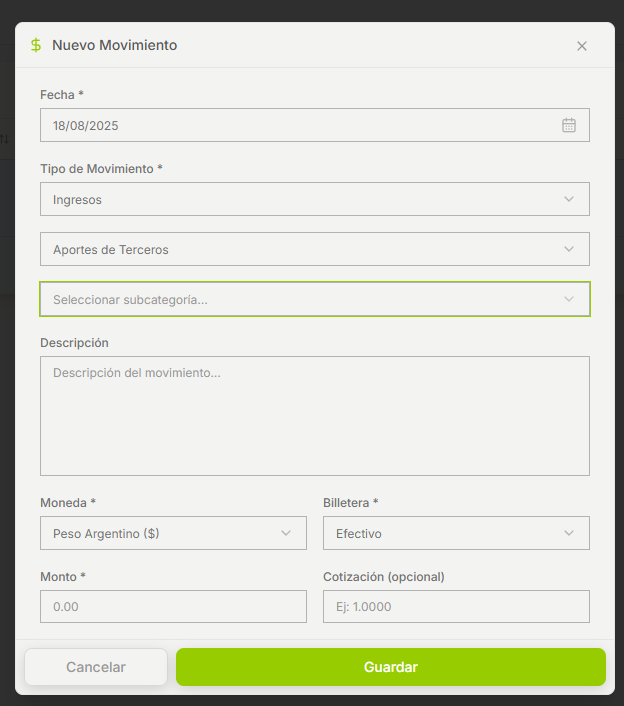 $ Nuevo Movimiento
Fecha *
18/08/2025
Tipo de Movimiento *
Ingresos
Aportes de Terceros
Seleccionar subcategoría...
Descripción
Descripción del movimiento...
Moneda * Billetera *
Peso Argentino ($) Efectivo
Monto * Cotización (opcional)
0.00 Ej: 1.0000
Cancelar Guardar